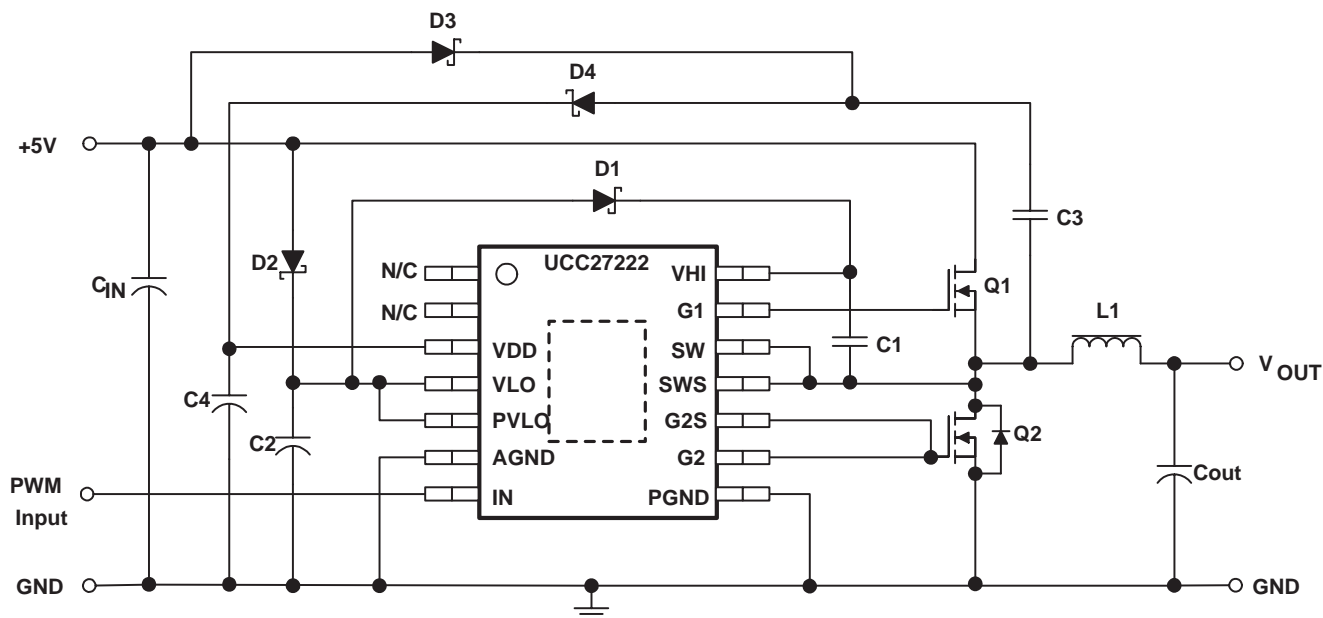 D3
D4
+5V
D1
C3
D2
UCC27222
N/C
VHI
CIN
Q1
N/C
G1
L1
VDD
SW
C1
VOUT
VLO
SWS
C4
PVLO
G2S
C2
Q2
AGND
G2
Cout
PWM
Input
IN
PGND
GND
GND